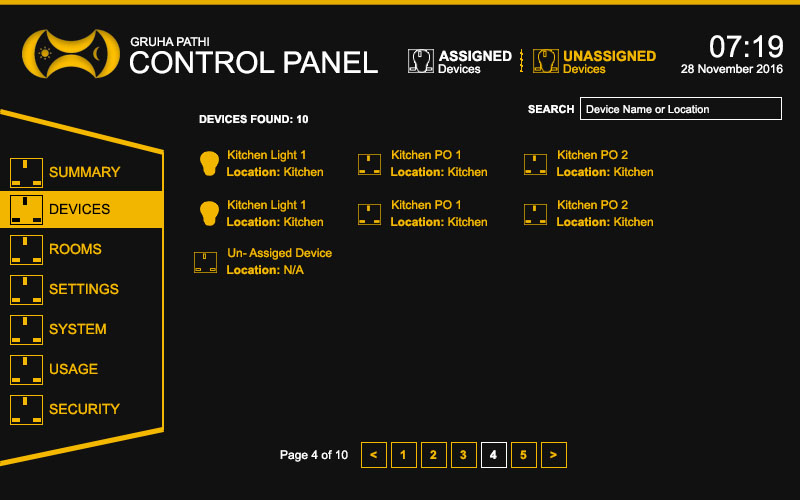 GRUHA PATHI
CONTROL PANEL
ASSIGNED
Devices
UNASSIGNED
Devices
07:19
28 November 2016
SEARCH Device Name or Location
DEVICES FOUND: 10
SUMMARY
DEVICES
ROOMS
SETTINGS
SYSTEM
USAGE
SECURITY
Kitchen Light 1
Location: Kitchen
Kitchen PO 1
Location: Kitchen
Kitchen PO 2
Location: Kitchen
Kitchen Light 1
Location: Kitchen
Kitchen PO 1
Location: Kitchen
Kitchen PO 2
Location: Kitchen
Un- Assiged Device
Location: N/A
Page 4 of 10 < 1 2 3 4 5 >